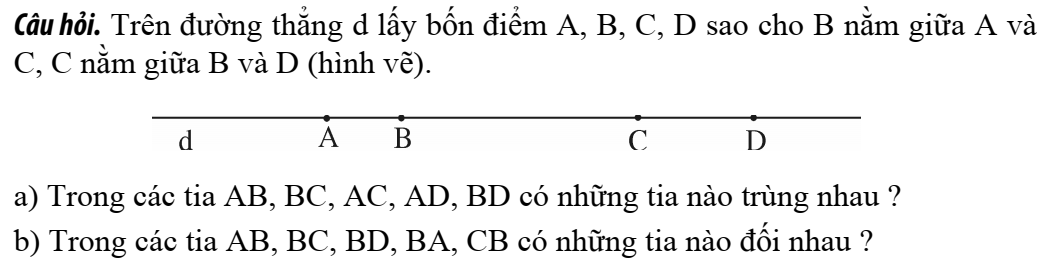 Câu hỏi. Trên đường thẳng d lấy bốn điểm A, B, C, D sao cho B nằm giữa A và
C, C nằm giữa B và D (hình vẽ).
d A B C D
a) Trong các tia AB, BC, AC, AD, BD có những tia nào trùng nhau ?
b) Trong các tia AB, BC, BD, BA, CB có những tia nào đối nhau ?